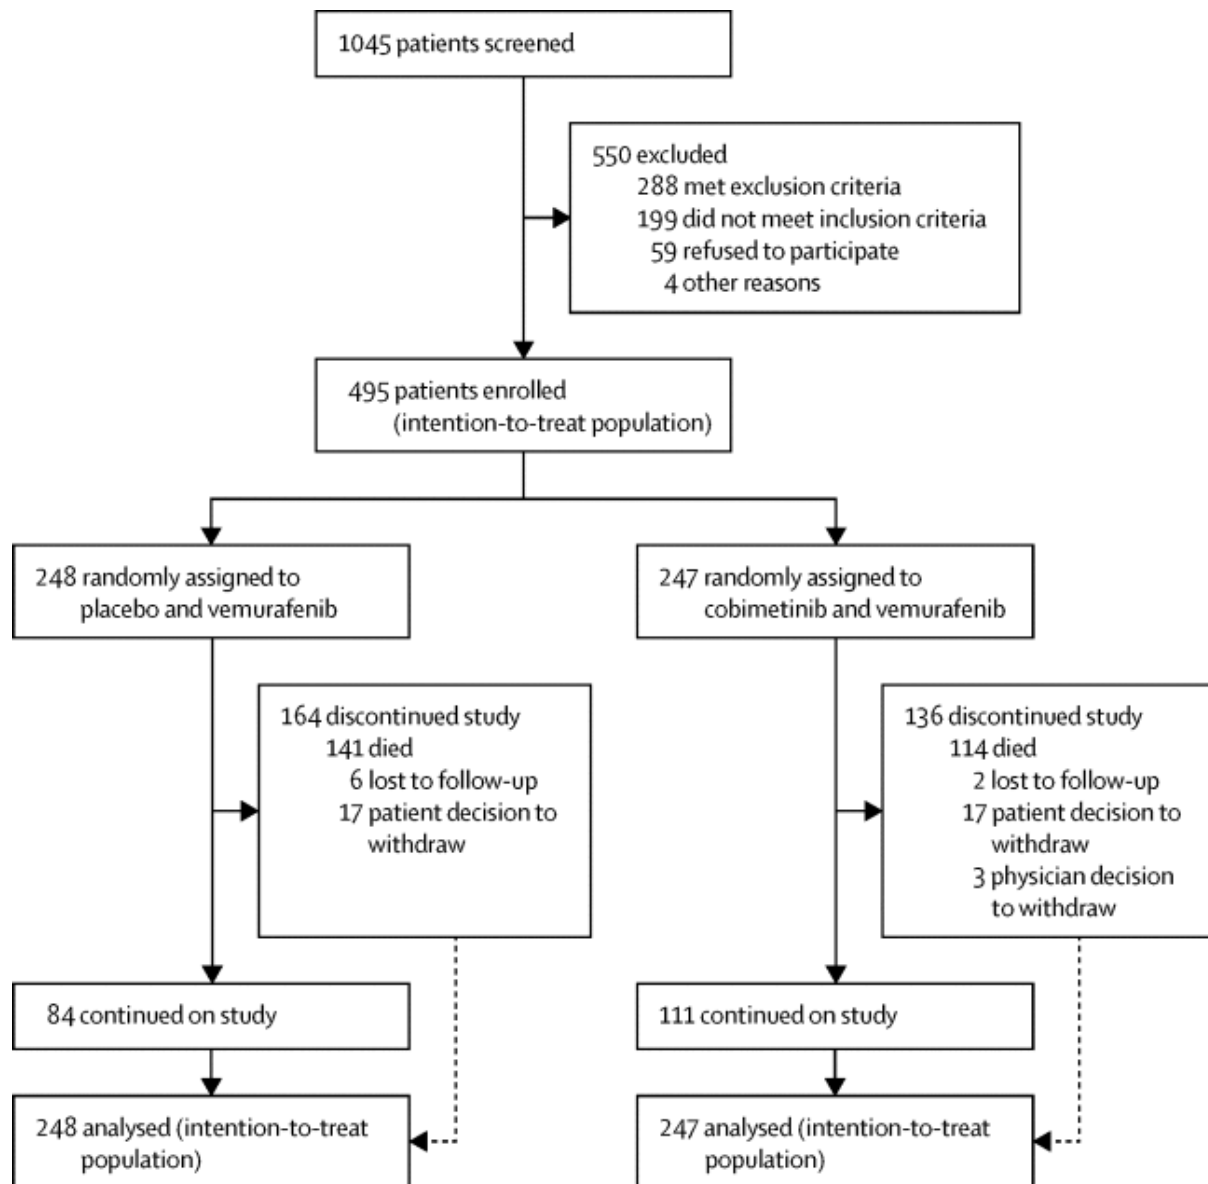 1045 patients screened
550 excluded
288 met exclusion criteria
199 did not meet inclusion criteria
59 refused to participate
4 other reasons
495 patients enrolled
(intention-to-treat population)
248 randomly assigned to
placebo and vemurafenib
247 randomly assigned to
cobimetinib and vemurafenib
164 discontinued study
141 died
6 lost to follow-up
17 patient decision to
withdraw
136 discontinued study
114 died
2 lost to follow-up
17 patient decision to
withdraw
3 physician decision
to withdraw
84 continued on study
111 continued on study
248 analysed (intention-to-treat
population)
247 analysed (intention-to-treat
population)